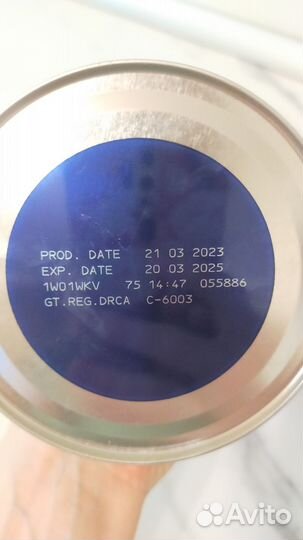 PROD. DATE 21 03 2023
EXP. DATE 20 03 2025
1W01WKV 75 14:47 055886
GT.REG.DRCA C-6003
Avito